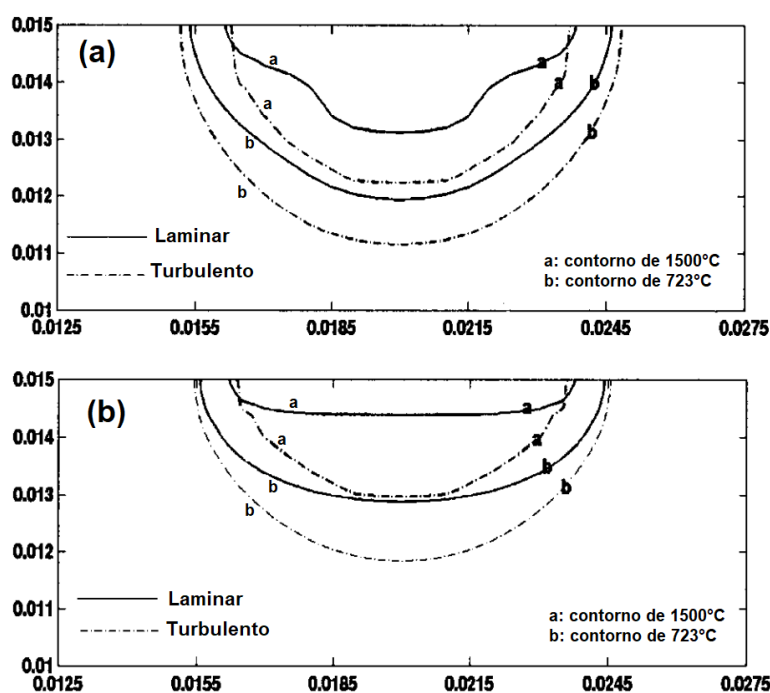 0.015
(a)
0.014
a
a
a
a
b
0.013
b
b
0.012
b
0.011
Laminar
Turbulento
a: contorno de 1500°C
b: contorno de 723°C
0.01
0.0125 0.0155 0.0185 0.0215 0.0245 0.0275
0.015
(b)
a
a
0.014
a
a
b
0.013
b
b
b
0.012
0.011
Laminar
Turbulento
a: contorno de 1500°C
b: contorno de 723°C
0.01
0.0125 0.0155 0.0185 0.0215 0.0245 0.0275